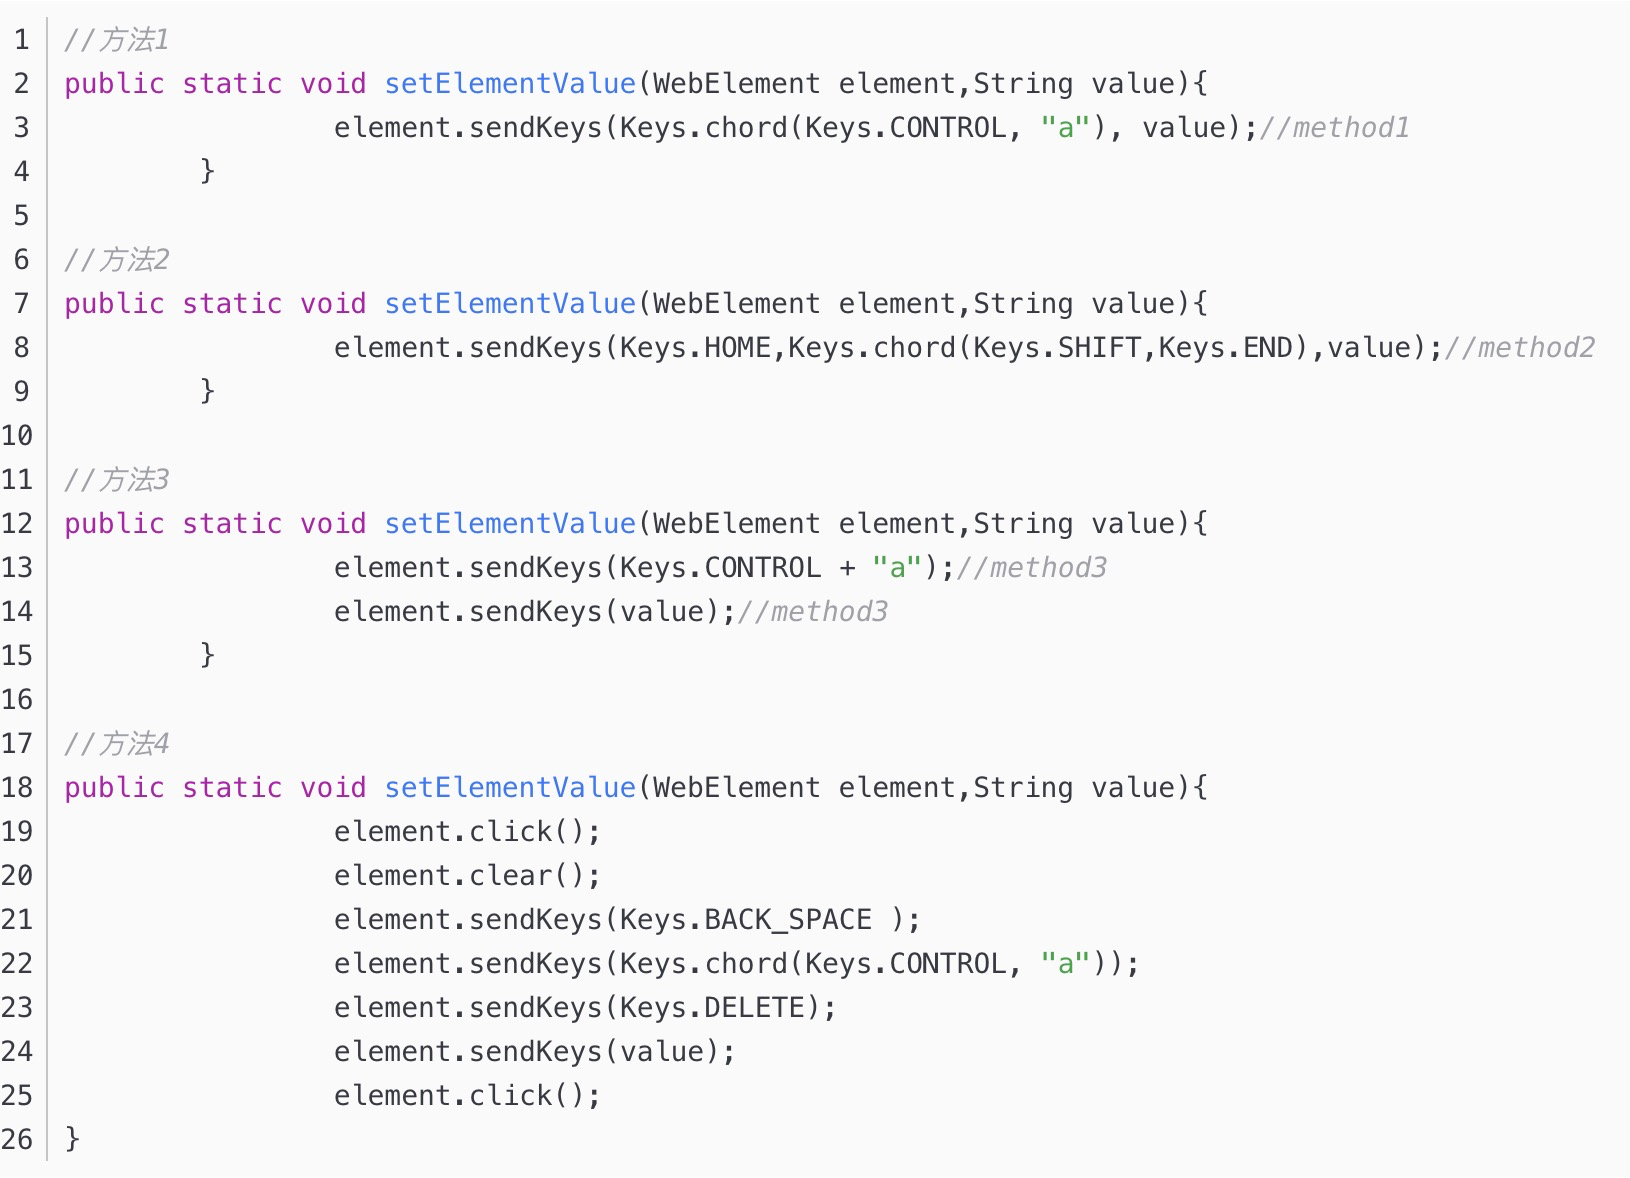 1 //方法1
2 public static void setElementValue(WebElement element,String value){
3                 element.sendKeys(Keys.chord(Keys.CONTROL, "a"), value);//method1
4         }
5
6 //方法2
7 public static void setElementValue(WebElement element,String value){
8                 element.sendKeys(Keys.HOME,Keys.chord(Keys.SHIFT,Keys.END),value);//method2
9         }
10
11 //方法3
12 public static void setElementValue(WebElement element,String value){
13                 element.sendKeys(Keys.CONTROL + "a");//method3
14                 element.sendKeys(value);//method3
15         }
16
17 //方法4
18 public static void setElementValue(WebElement element,String value){
19                 element.click();
20                 element.clear();
21                 element.sendKeys(Keys.BACK_SPACE );
22                 element.sendKeys(Keys.chord(Keys.CONTROL, "a"));
23                 element.sendKeys(Keys.DELETE);
24                 element.sendKeys(value);
25                 element.click();
26 }